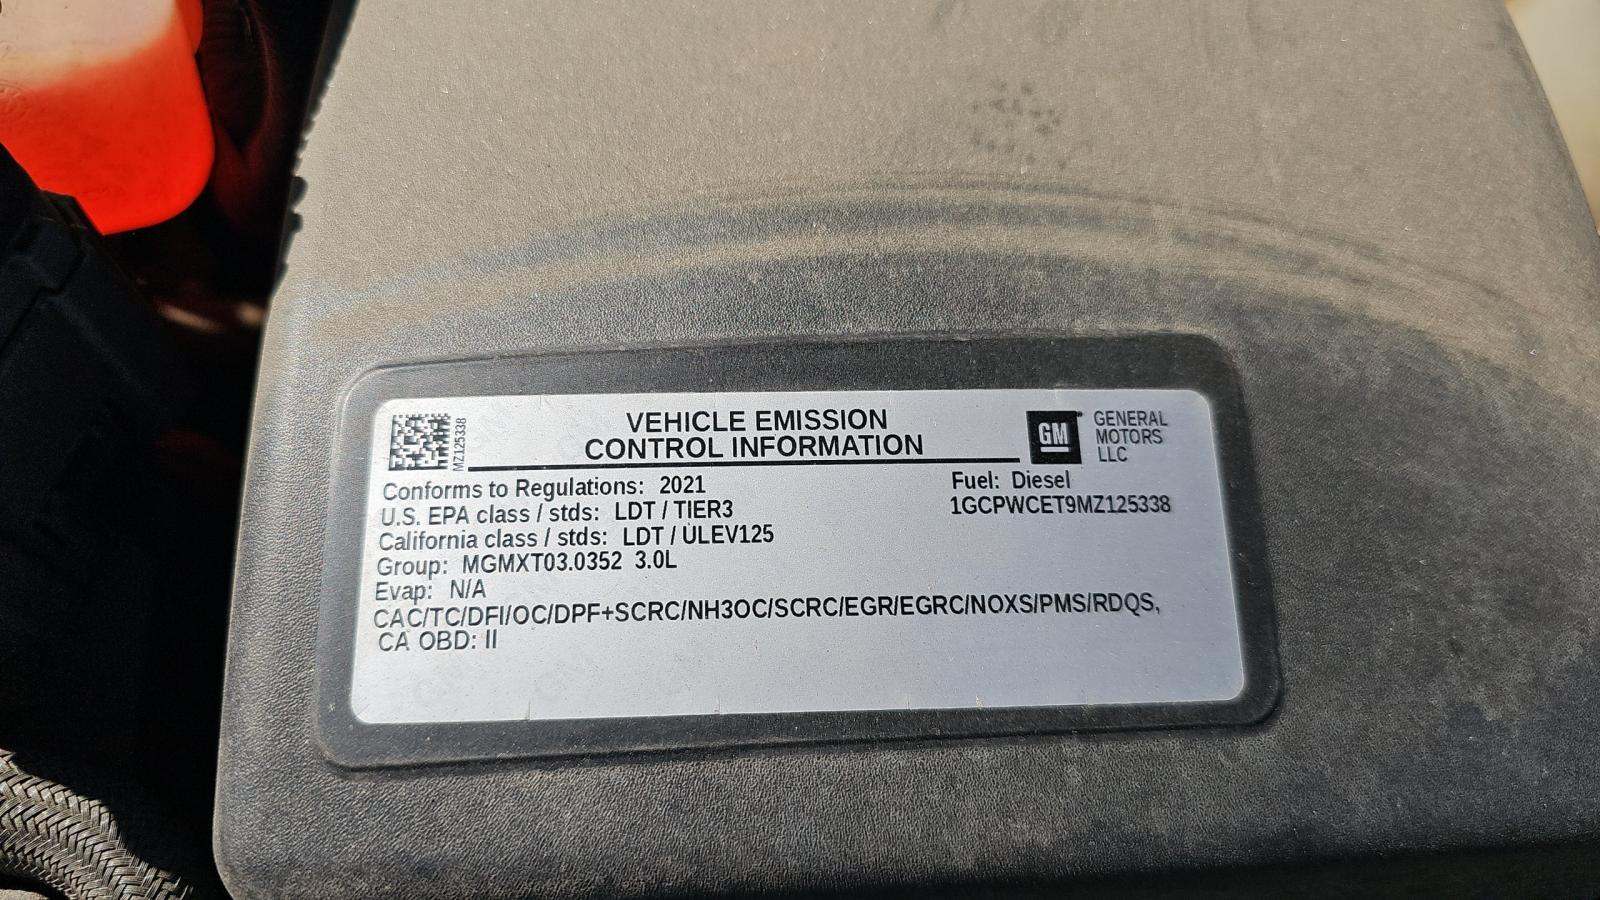 MZ125338
VEHICLE EMISSION
CONTROL INFORMATION
GM
GENERAL
MOTORS
LLC
Conforms to Regulations: 2021
U.S. EPA class / stds: LDT / TIER3
California class / stds: LDT / ULEV125
Group: MGMXT03.0352 3.0L
Evap: N/A
Fuel: Diesel
1GCPWCET9MZ125338
CAC/TC/DFI/OC/DPF+SCRC/NH3OC/SCRC/EGR/EGRC/NOXS/PMS/RDQS,
CA OBD: II